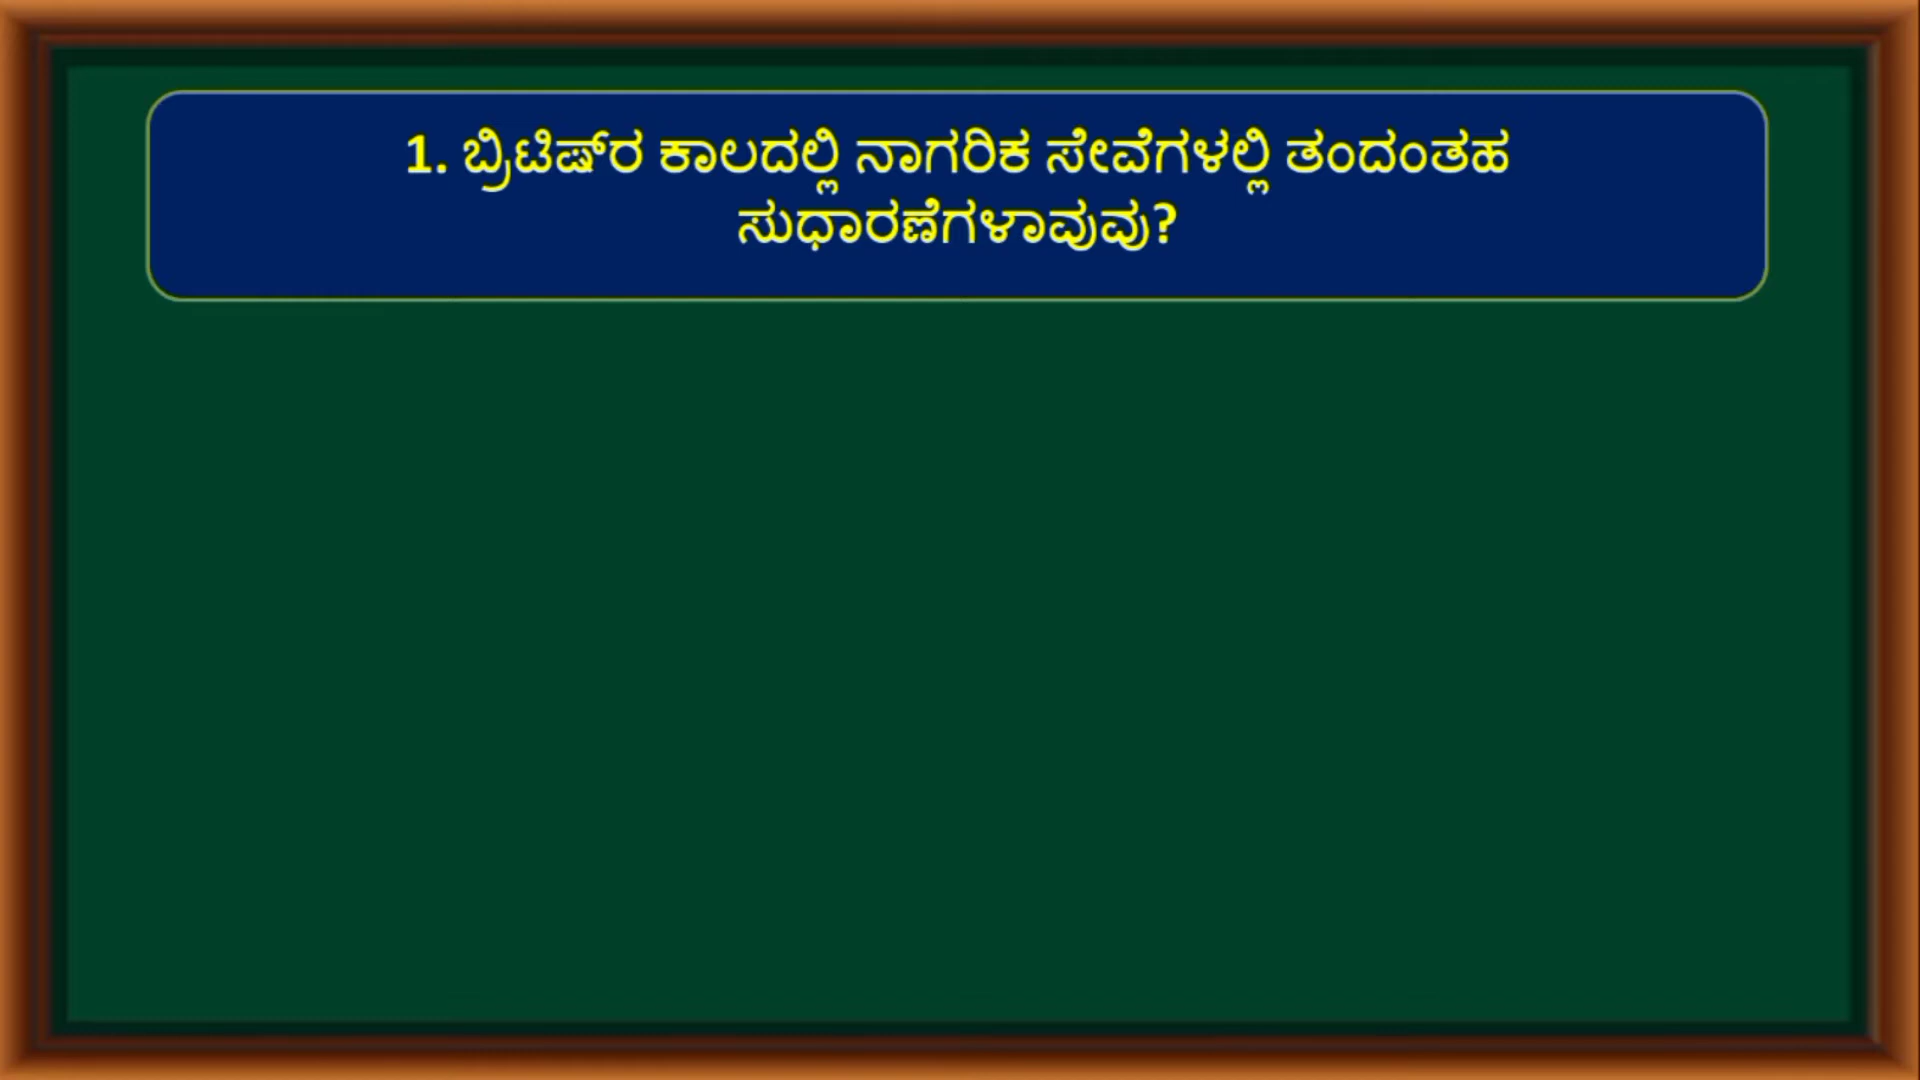 1. ಬ್ರಿಟಿಷ್‌ರ ಕಾಲದಲ್ಲಿ ನಾಗರಿಕ ಸೇವೆಗಳಲ್ಲಿ ತಂದಂತಹ
ಸುಧಾರಣೆಗಳಾವುವು?